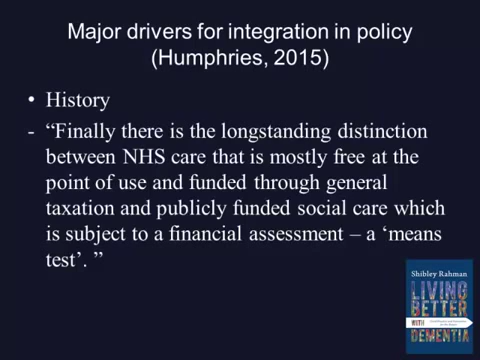 Major drivers for integration in policy
(Humphries, 2015)
• History
- “Finally there is the longstanding distinction
between NHS care that is mostly free at the
point of use and funded through general
taxation and publicly funded social care which
is subject to a financial assessment – a ‘means
test’. ”
Shibley Rahman
LIVING
BETTER
WITH
DEMENTIA